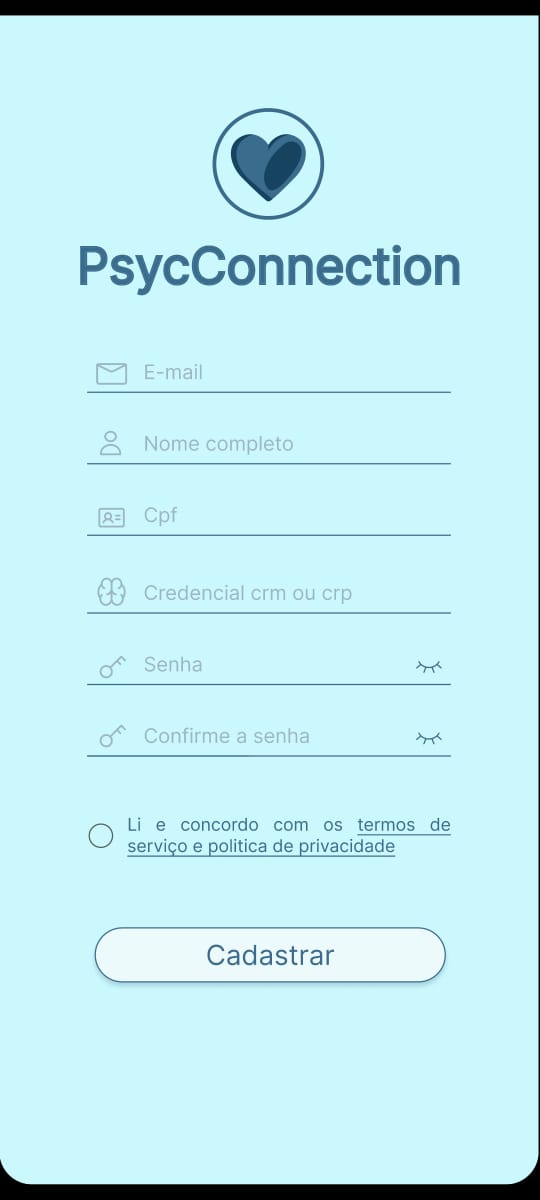 PsycConnection
E-mail
Nome completo
Cpf
Credencial crm ou crp
Senha
Confirme a senha
Li e concordo com os termos de
serviço e politica de privacidade
Cadastrar